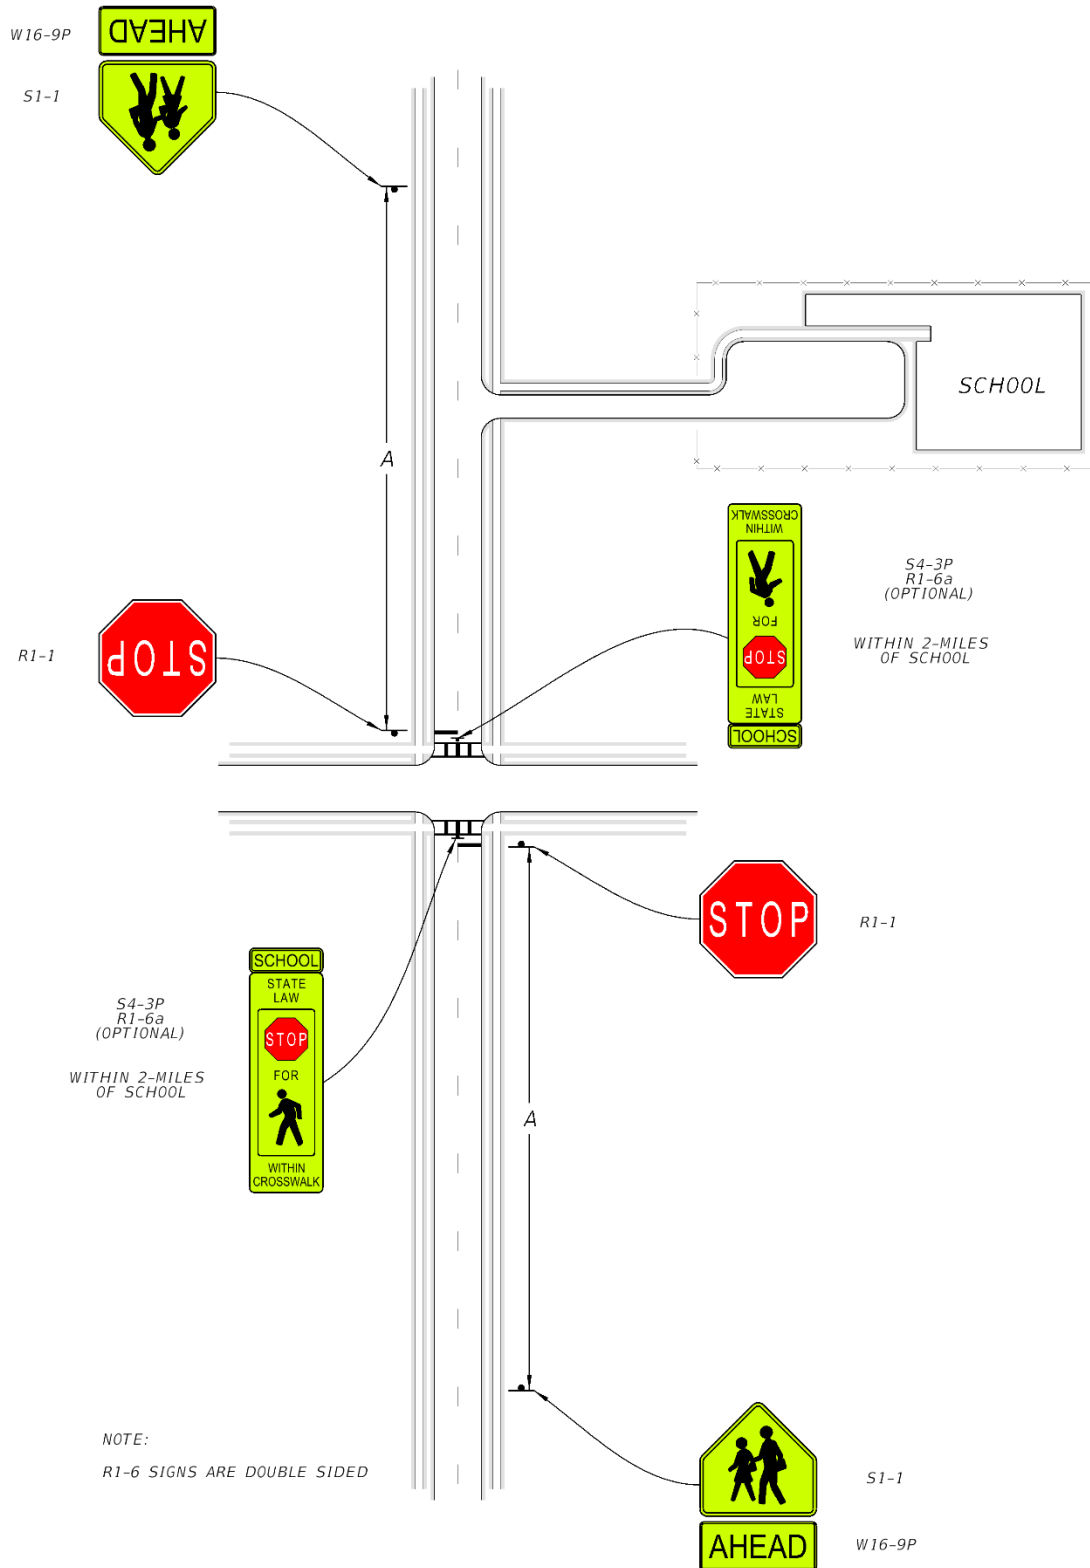 W16-9P
AHEAD
S1-1
SCHOOL
A
WITHIN
CROSSWALK
FOR
STOP
STATE
LAW
SCHOOL
S4-3P
R1-6a
(OPTIONAL)
WITHIN 2-MILES
OF SCHOOL
R1-1
STOP
STOP
R1-1
SCHOOL
STATE
LAW
STOP
FOR
WITHIN
CROSSWALK
S4-3P
R1-6a
(OPTIONAL)
WITHIN 2-MILES
OF SCHOOL
A
NOTE:
R1-6 SIGNS ARE DOUBLE SIDED
S1-1
AHEAD
W16-9P